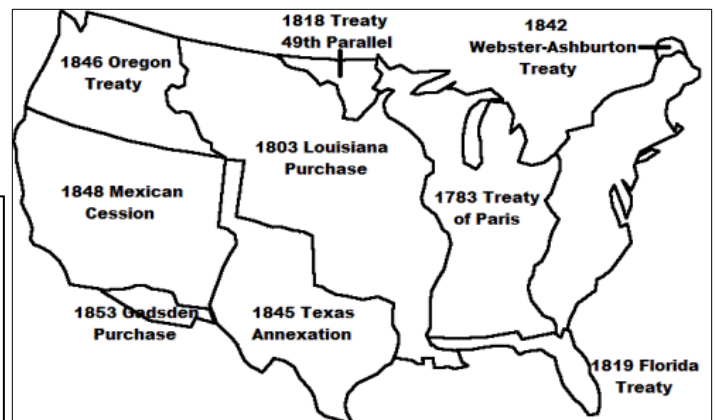 1818 Treaty
49th Parallel
1842
Webster-Ashburton
Treaty
1846 Oregon
Treaty
1803 Louisiana
Purchase
1848 Mexican
Cession
1783 Treaty
of Paris
1853 Gadsden
Purchase
1845 Texas
Annexation
1819 Florida
Treaty